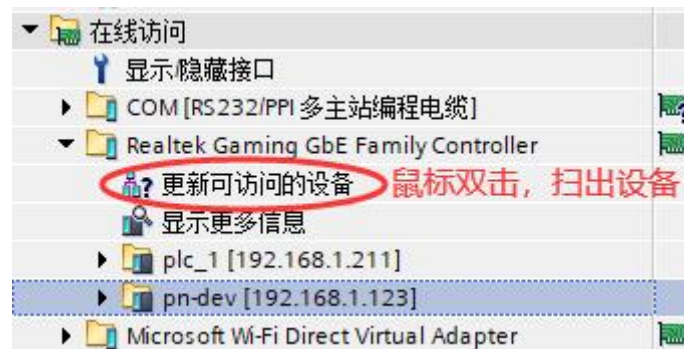 在线访问
显示/隐藏接口
COM [RS232/PPI 多主站编程电缆]
Realtek Gaming GbE Family Controller
更新可访问的设备 鼠标双击，扫出设备
显示更多信息
plc_1 [192.168.1.211]
pn-dev [192.168.1.123]
Microsoft Wi-Fi Direct Virtual Adapter